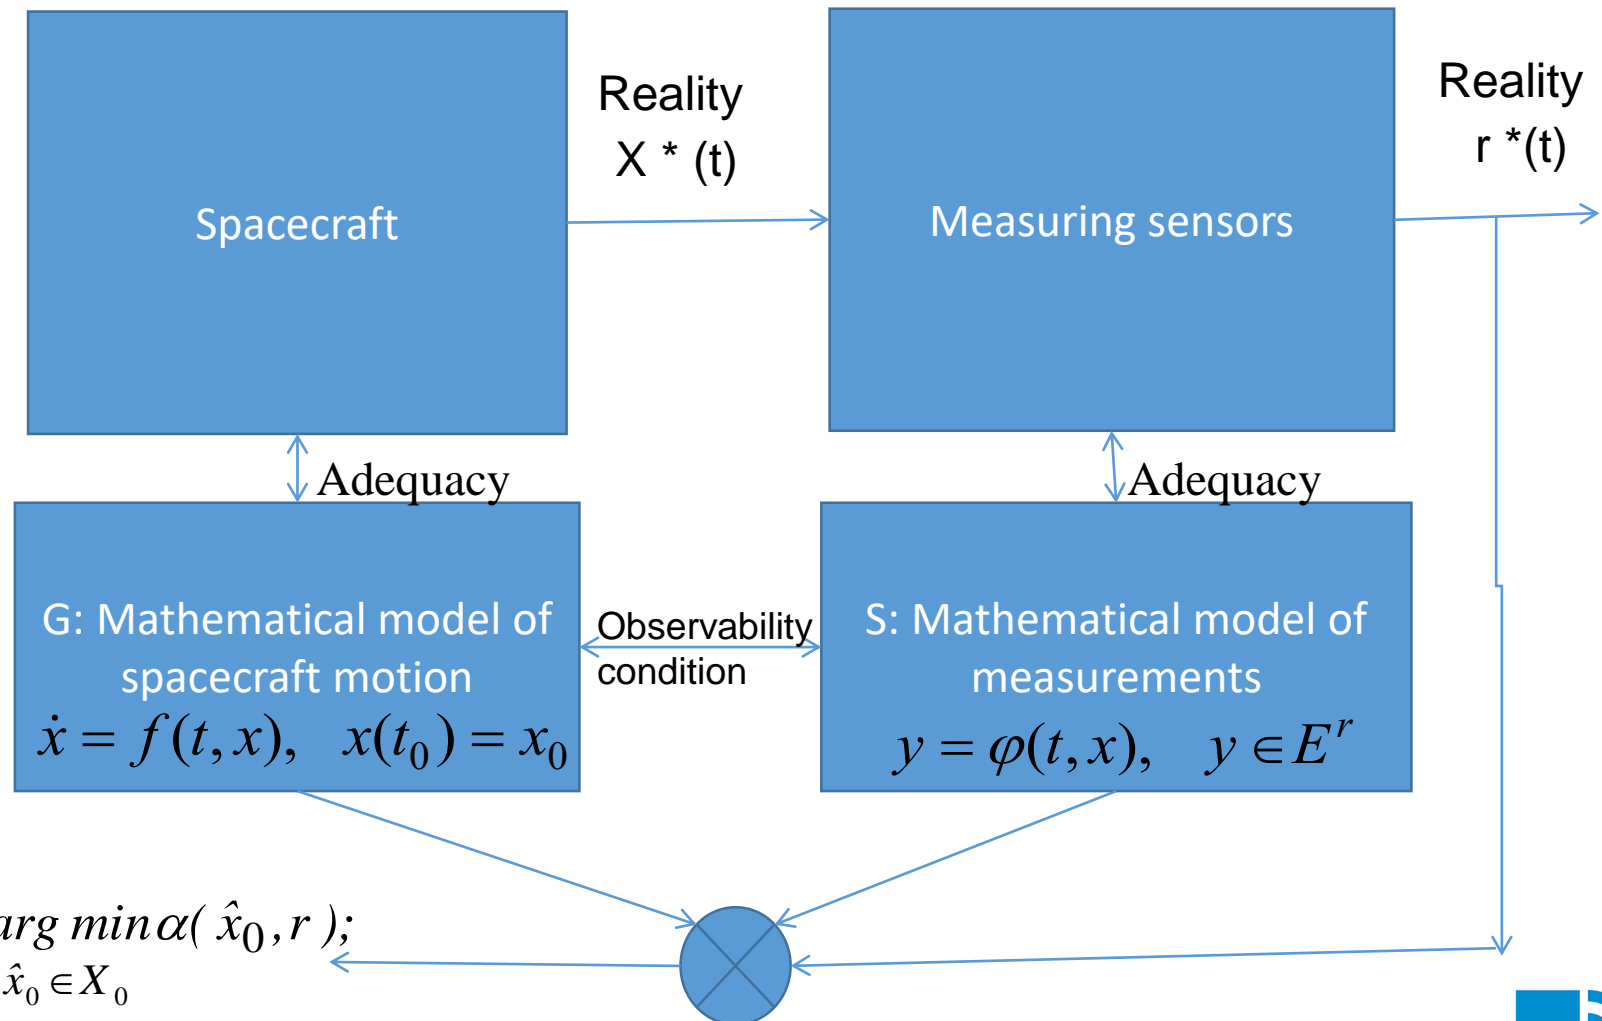 Reality
X * (t)
Reality
r *(t)
Spacecraft
Measuring sensors
Adequacy
Adequacy
G: Mathematical model of
spacecraft motion
ẋ = f(t, x), x(t₀) = x₀
Observability
condition
S: Mathematical model of
measurements
y = φ(t, x), y ∈ Eʳ
arg min α( x̂₀, r );
x̂₀ ∈ X₀